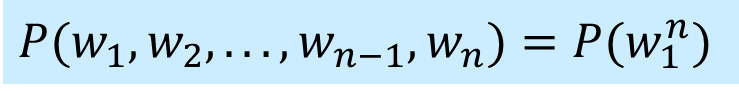 P(w₁, w₂, . . . , wₙ₋₁, wₙ) = P(w₁ⁿ)